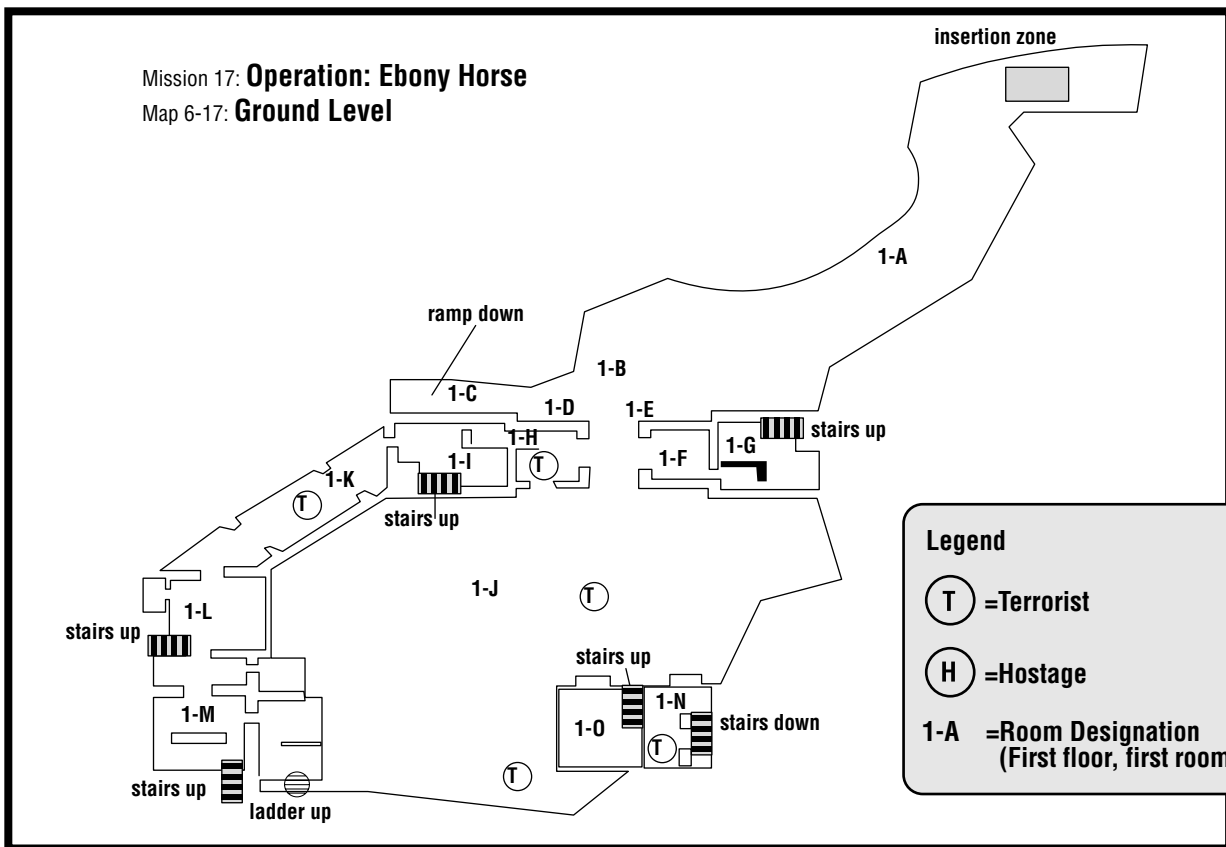 insertion zone
Mission 17: Operation: Ebony Horse
Map 6-17: Ground Level
1-A
ramp down
1-B
1-C
1-D
1-E
stairs up
1-H
1-G
T
1-I
1-F
1-K
T
stairs up
Legend
T =Terrorist
1-J
T
1-L
stairs up
stairs up
H =Hostage
1-N
1-M
1-O
stairs down
1-A =Room Designation
(First floor, first room
T
T
stairs up
ladder up